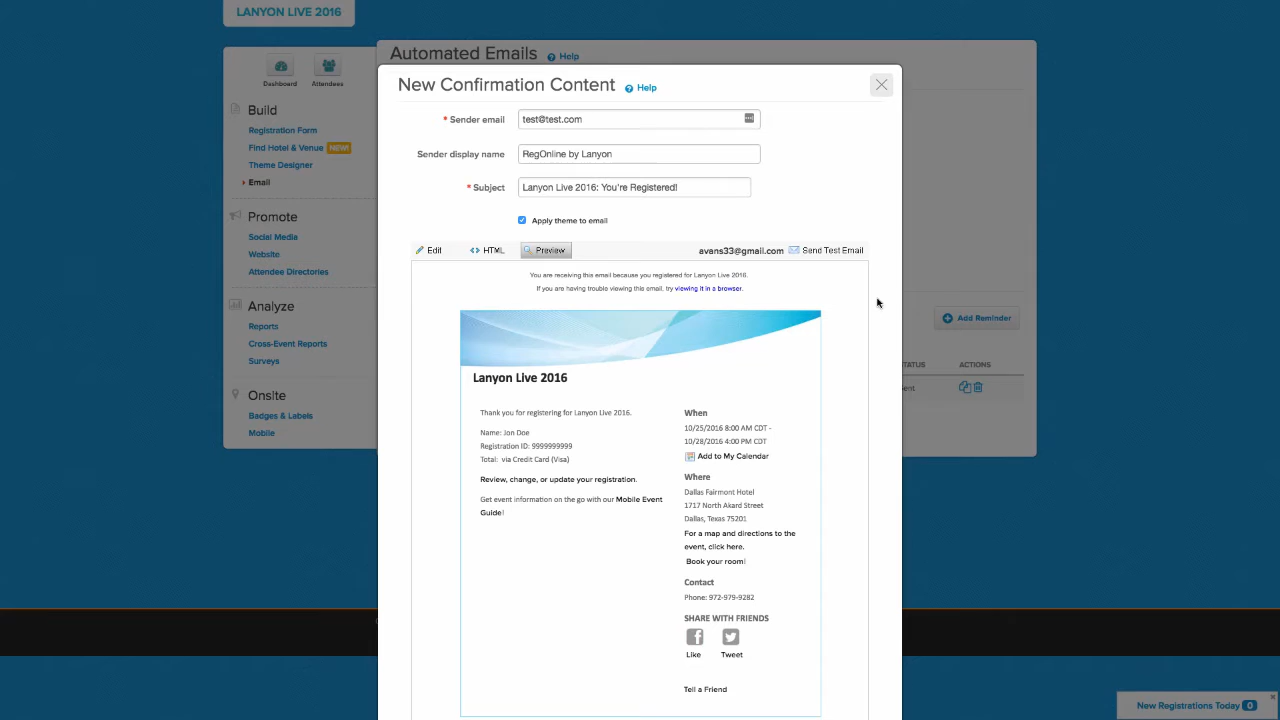 LANYON LIVE 2016
Automated Emails
Help
Dashboard
Attendees
Build
Registration Form
Find Hotel & Venue NEW!
Theme Designer
Email
Promote
Social Media
Website
Attendee Directories
Analyze
Reports
Cross-Event Reports
Surveys
Onsite
Badges & Labels
Mobile
New Confirmation Content
Help
* Sender email test@test.com
Sender display name RegOnline by Lanyon
* Subject Lanyon Live 2016: You're Registered!
Apply theme to email
Edit HTML Preview avans33@gmail.com Send Test Email
You are receiving this email because you registered for Lanyon Live 2016.
If you are having trouble viewing this email, try viewing it in a browser.
Lanyon Live 2016
Thank you for registering for Lanyon Live 2016.
Name: Jon Doe
Registration ID: 9999999999
Total: via Credit Card (Visa)
Review, change, or update your registration.
Get event information on the go with our Mobile Event
Guide!
When
10/25/2016 8:00 AM CDT -
10/28/2016 4:00 PM CDT
Add to My Calendar
Where
Dallas Fairmont Hotel
1717 North Akard Street
Dallas, Texas 75201
For a map and directions to the
event, click here.
Book your room!
Contact
Phone: 972-979-9282
SHARE WITH FRIENDS
Like Tweet
Tell a Friend
Add Reminder
ACTIONS
New Registrations Today 0